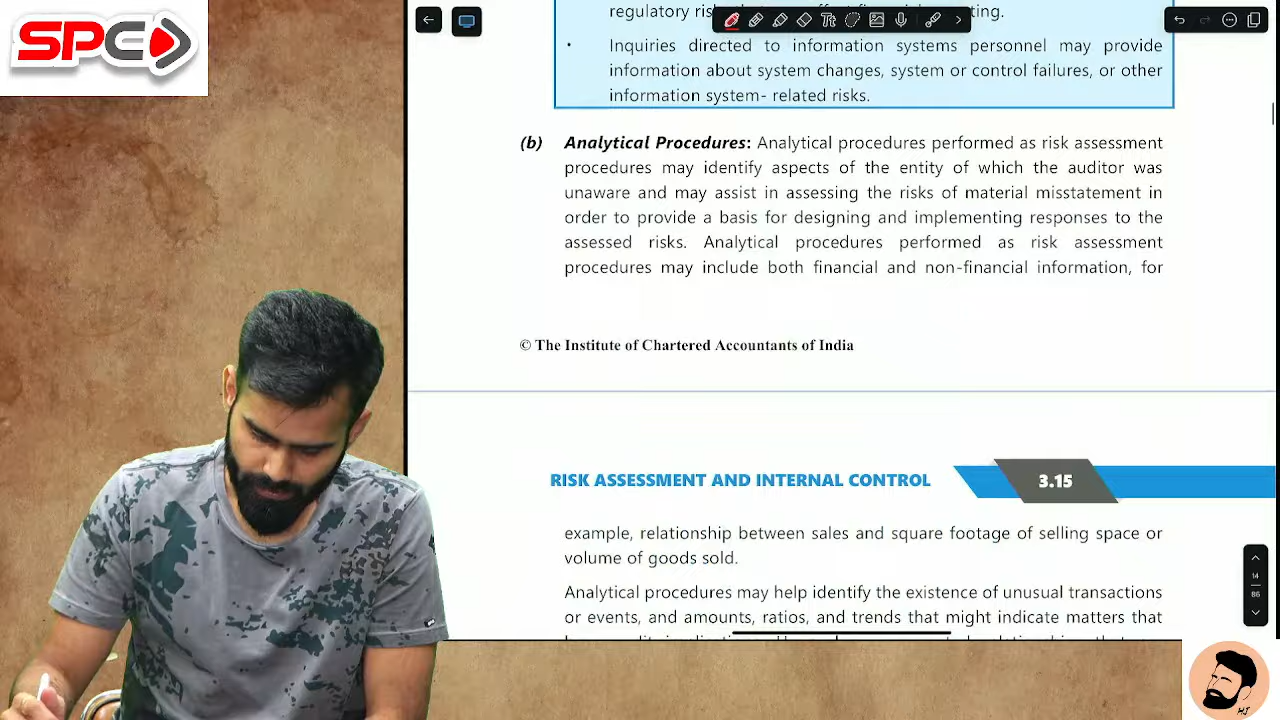 SPC
regulatory
ting.
· Inquiries directed to information systems personnel may provide
information about system changes, system or control failures, or other
information system- related risks.
(b) Analytical Procedures: Analytical procedures performed as risk assessment
procedures may identify aspects of the entity of which the auditor was
unaware and may assist in assessing the risks of material misstatement in
order to provide a basis for designing and implementing responses to the
assessed risks. Analytical procedures performed as risk assessment
procedures may include both financial and non-financial information, for
© The Institute of Chartered Accountants of India
RISK ASSESSMENT AND INTERNAL CONTROL 3.15
example, relationship between sales and square footage of selling space or
volume of goods sold.
Analytical procedures may help identify the existence of unusual transactions
or events, and amounts, ratios, and trends that might indicate matters that
14
86
HJ